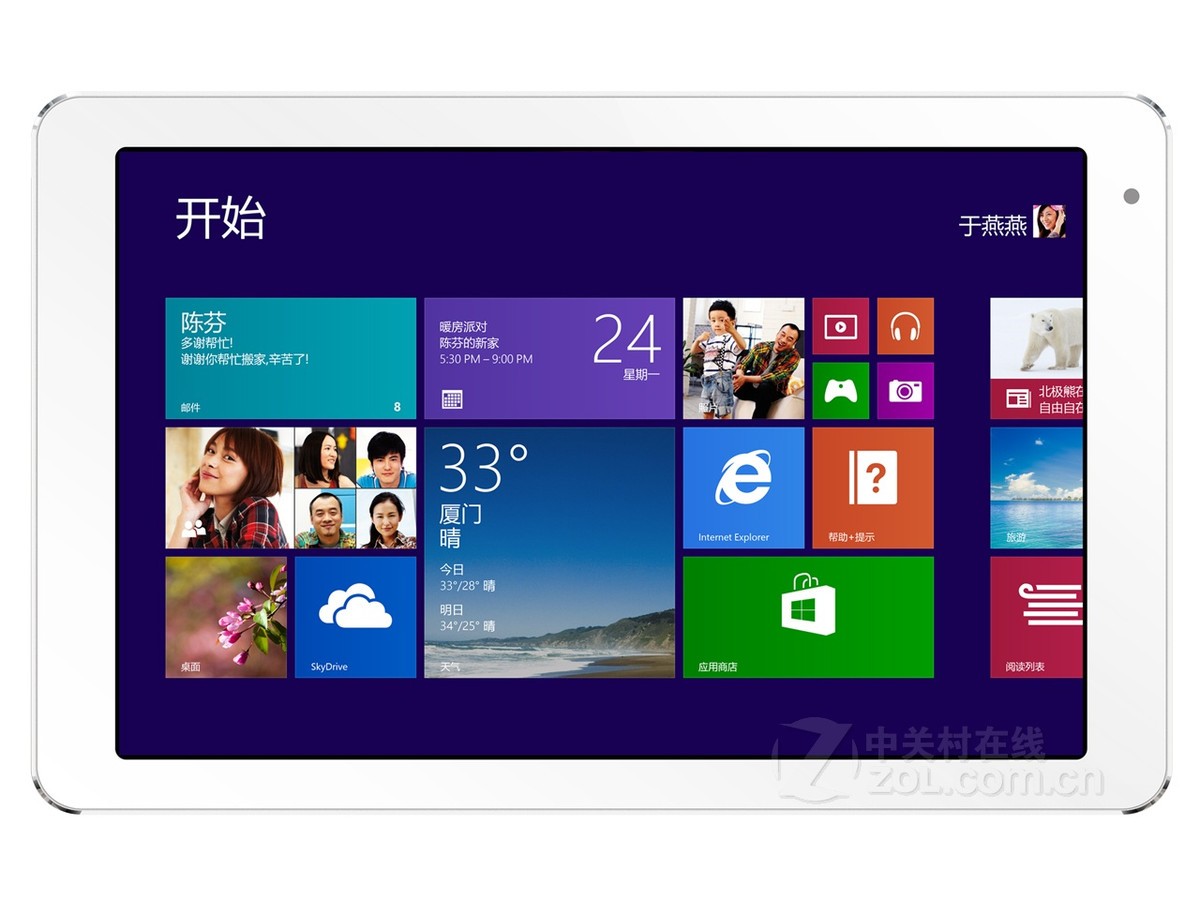 开始
于燕燕
陈芬
多谢帮忙!
谢谢你帮忙搬家,辛苦了!
邮件
8
暖房派对
陈芬的新家
5:30 PM – 9:00 PM
24
星期一
照片
北极熊在
自由自在
33°
厦门
晴
今日
33°/28° 晴
明日
34°/25° 晴
天气
Internet Explorer
帮助+提示
旅游
桌面
SkyDrive
应用商店
阅读列表
中关村在线
ZOL.com.cn